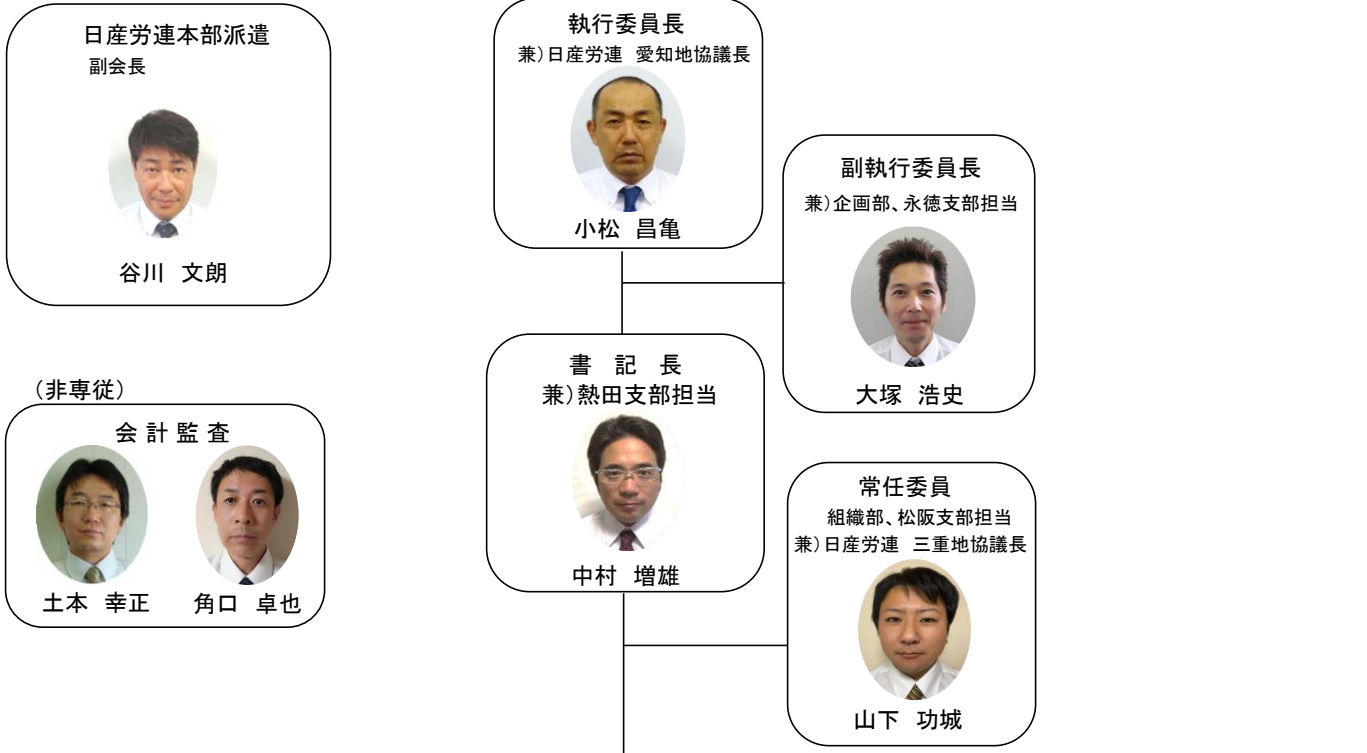 日産労連本部派遣
副会長
谷川 文朗
(非専従)
会計監査
土本 幸正 角口 卓也
執行委員長
兼)日産労連 愛知地協議長
小松 昌亀
副執行委員長
兼)企画部、永徳支部担当
大塚 浩史
書 記 長
兼)熱田支部担当
中村 増雄
常任委員
組織部、松阪支部担当
兼)日産労連 三重地協議長
山下 功城